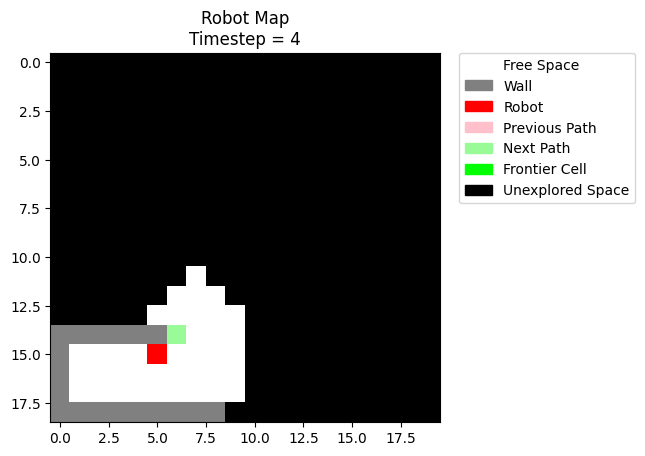 Robot Map
Timestep = 4
0.0
2.5
5.0
7.5
10.0
12.5
15.0
17.5
0.0 2.5 5.0 7.5 10.0 12.5 15.0 17.5
Free Space
Wall
Robot
Previous Path
Next Path
Frontier Cell
Unexplored Space